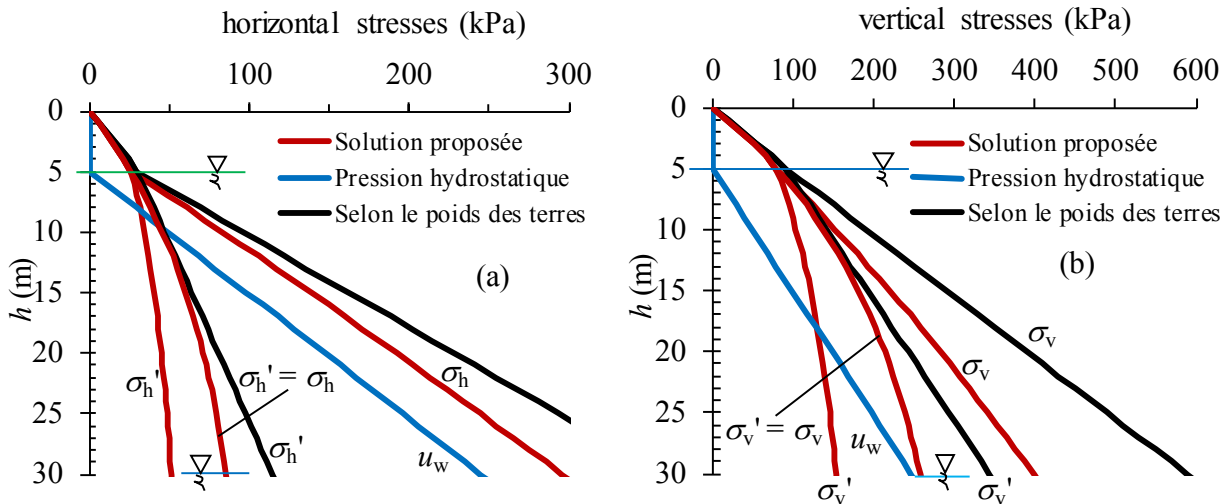 horizontal stresses (kPa)
0 100 200 300
0
5
10
15
20
25
30
h (m)
Solution proposée
Pression hydrostatique
Selon le poids des terres
(a)
σh'
σh' = σh
σh
σh'
uw
vertical stresses (kPa)
0 100 200 300 400 500 600
0
5
10
15
20
25
30
h (m)
Solution proposée
Pression hydrostatique
Selon le poids des terres
(b)
σv
σv
σv' = σv
uw
σv'
σv'